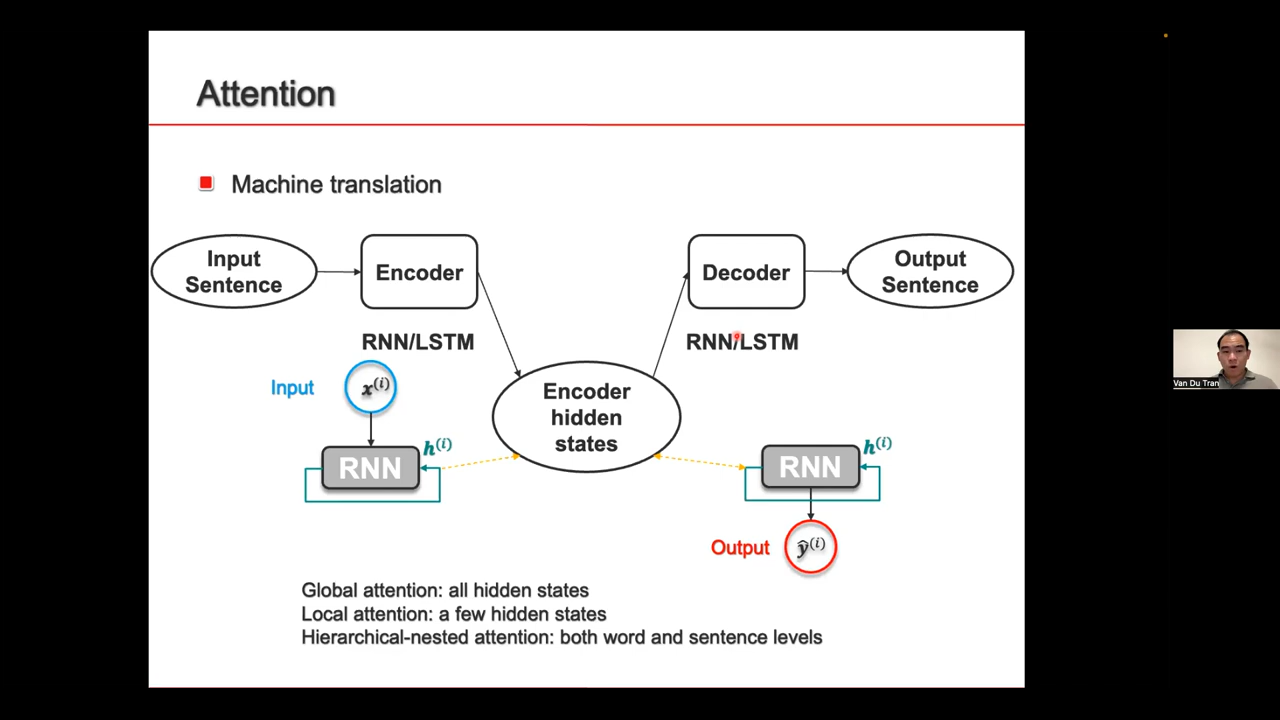 Attention
Machine translation
Input
Sentence
Encoder
Decoder
Output
Sentence
RNN/LSTM
RNN/LSTM
Input
x⁽ⁱ⁾
Encoder
hidden
states
h⁽ⁱ⁾
RNN
h⁽ⁱ⁾
RNN
Output
ŷ⁽ⁱ⁾
Global attention: all hidden states
Local attention: a few hidden states
Hierarchical-nested attention: both word and sentence levels
Van Du Tran